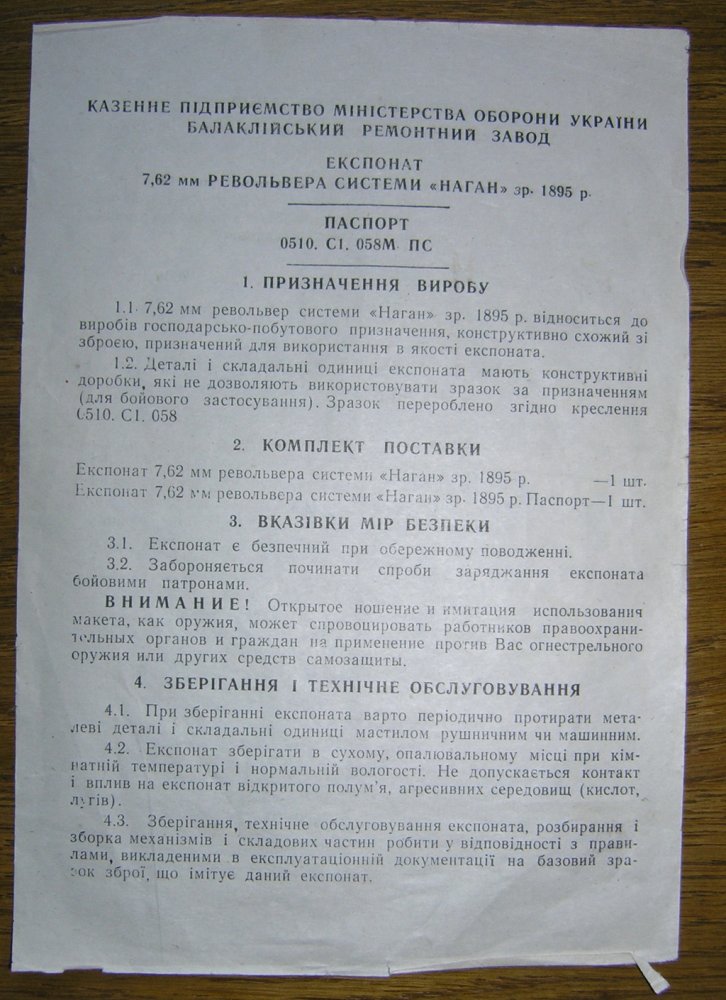 КАЗЕННЕ ПІДПРИЄМСТВО МІНІСТЕРСТВА ОБОРОНИ УКРАЇНИ
БАЛАКЛІЙСЬКИЙ РЕМОНТНИЙ ЗАВОД
ЕКСПОНАТ
7,62 мм РЕВОЛЬВЕРА СИСТЕМИ «НАГАН» зр. 1895 р.
ПАСПОРТ
0510. С1. 058М ПС
1. ПРИЗНАЧЕННЯ ВИРОБУ
1.1. 7,62 мм револьвер системи «Наган» зр. 1895 р. відноситься до
виробів господарсько-побутового призначення, конструктивно схожий зі
зброєю, призначений для використання в якості експоната.
1.2. Деталі і складальні одиниці експоната мають конструктивні
доробки, які не дозволяють використовувати зразок за призначенням
(для бойового застосування). Зразок перероблено згідно креслення
0510. С1. 058
2. КОМПЛЕКТ ПОСТАВКИ
Експонат 7,62 мм револьвера системи «Наган» зр. 1895 р. —1 шт.
Експонат 7,62 мм револьвера системи «Наган» зр. 1895 р. Паспорт—1 шт.
3. ВКАЗІВКИ МІР БЕЗПЕКИ
3.1. Експонат є безпечний при обережному поводженні.
3.2. Забороняється починати спроби заряджання експоната
бойовими патронами.
ВНИМАНИЕ! Открытое ношение и имитация использования
макета, как оружия, может спровоцировать работников правоохрани-
тельных органов и граждан на применение против Вас огнестрельного
оружия или других средств самозащиты.
4. ЗБЕРІГАННЯ І ТЕХНІЧНЕ ОБСЛУГОВУВАННЯ
4.1. При зберіганні експоната варто періодично протирати мета-
леві деталі і складальні одиниці мастилом рушничним чи машинним.
4.2. Експонат зберігати в сухому, опалювальному місці при кім-
натній температурі і нормальній вологості. Не допускається контакт
і вплив на експонат відкритого полум'я, агресивних середовищ (кислот,
лугів).
4.3. Зберігання, технічне обслуговування експоната, розбирання і
зборка механізмів і складових частин робити у відповідності з прави-
лами, викладеними в експлуатаціонній документації на базовий зра-
зок зброї, що імітує даний експонат.